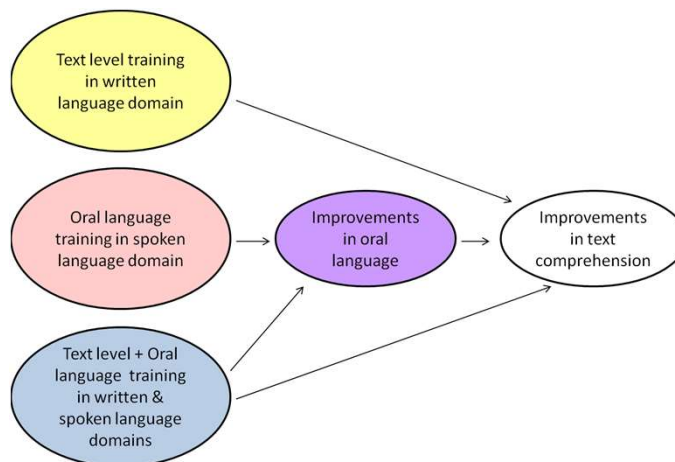 Text level training
in written
language domain
Oral language
training in spoken
language domain
Improvements
in oral
language
Improvements
in text
comprehension
Text level + Oral
language training
in written &
spoken language
domains